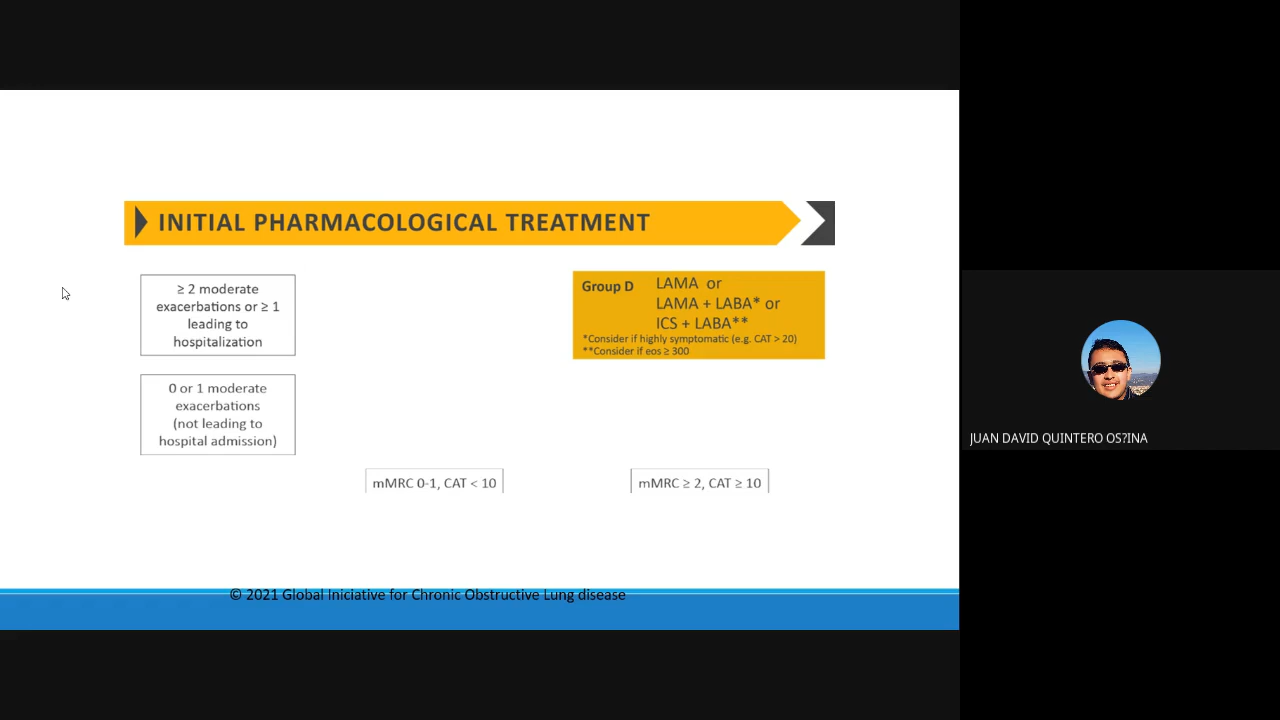 INITIAL PHARMACOLOGICAL TREATMENT
≥ 2 moderate
exacerbations or ≥ 1
leading to
hospitalization
Group D
LAMA or
LAMA + LABA* or
ICS + LABA**
*Consider if highly symptomatic (e.g. CAT > 20)
**Consider if eos ≥ 300
0 or 1 moderate
exacerbations
(not leading to
hospital admission)
mMRC 0-1, CAT < 10
mMRC ≥ 2, CAT ≥ 10
© 2021 Global Iniciative for Chronic Obstructive Lung disease
JUAN DAVID QUINTERO OS?INA